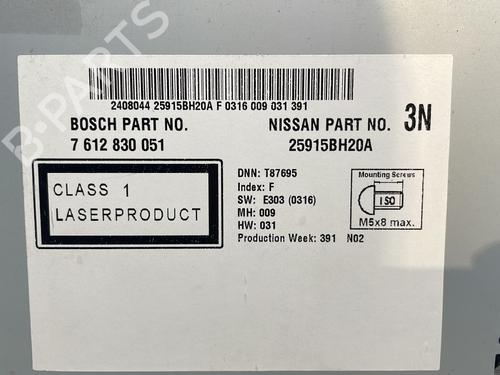 2408044 25915BH20A F 0316 009 031 391
BOSCH PART NO.
7 612 830 051
NISSAN PART NO. 3N
25915BH20A
CLASS 1
LASERPRODUCT
DNN: T87695
Index: F
SW: E303 (0316)
MH: 009
HW: 031
Production Week: 391 N02
Mounting Screws
ISO
M5x8 max.
B-PARTS